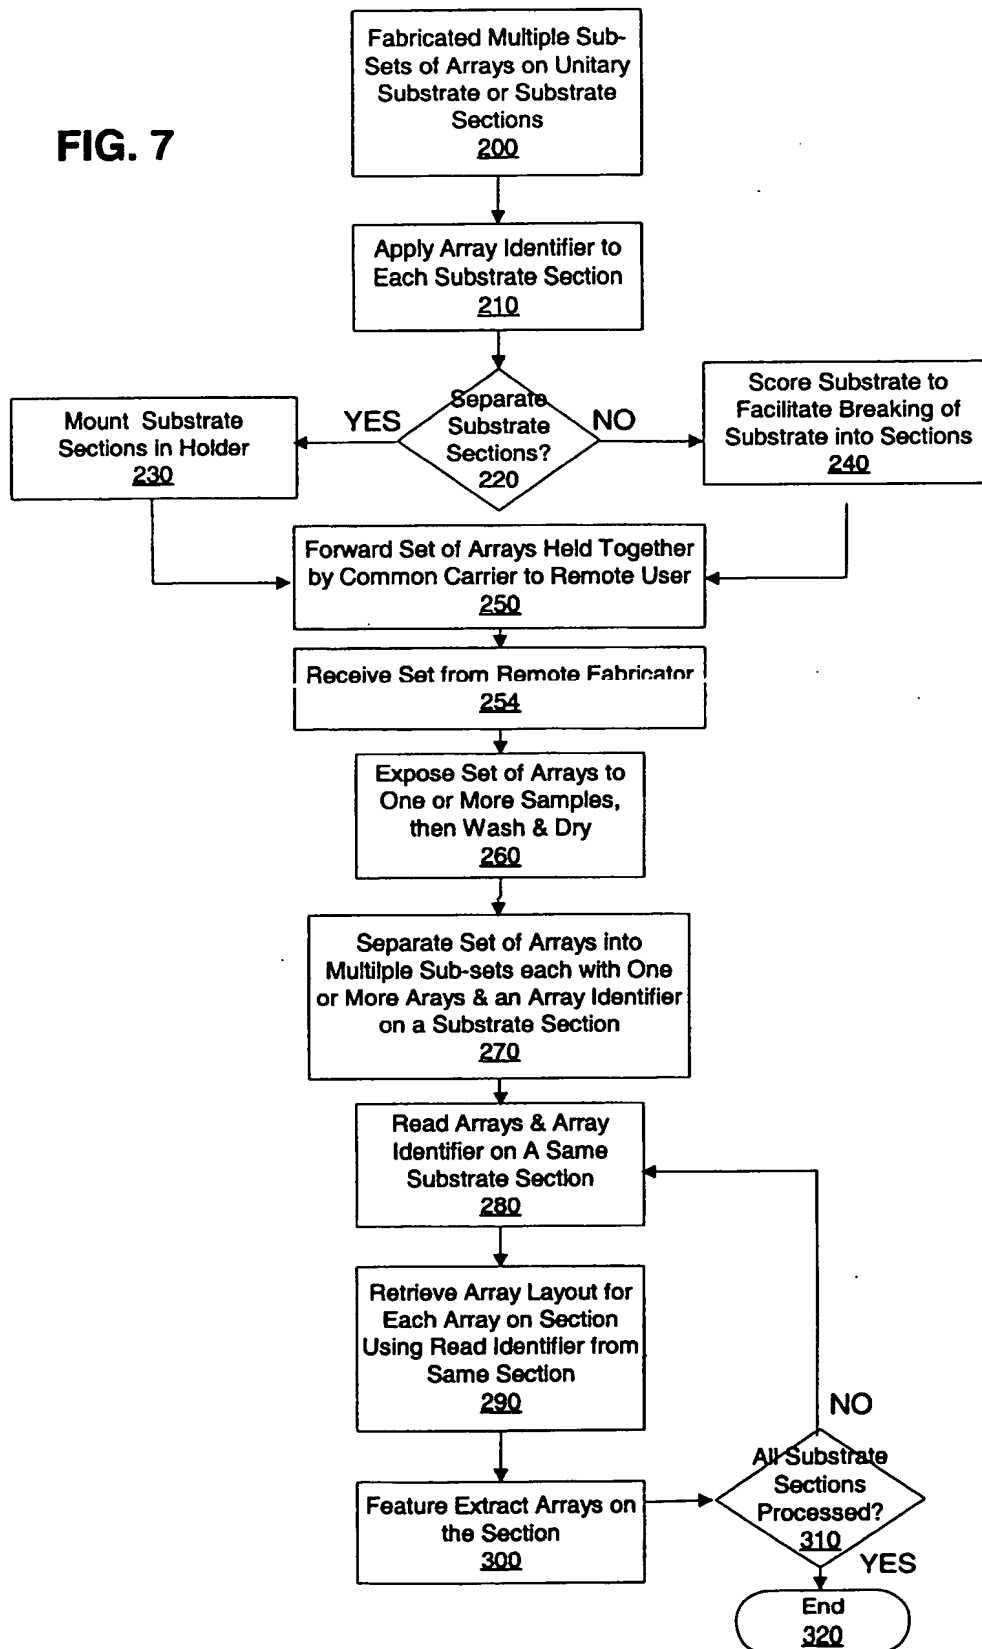 FIG. 7
Fabricated Multiple Sub-
Sets of Arrays on Unitary
Substrate or Substrate
Sections
200
Apply Array Identifier to
Each Substrate Section
210
Separate
Substrate
Sections?
220
YES
NO
Mount Substrate
Sections in Holder
230
Score Substrate to
Facilitate Breaking of
Substrate into Sections
240
Forward Set of Arrays Held Together
by Common Carrier to Remote User
250
Receive Set from Remote Fabricator
254
Expose Set of Arrays to
One or More Samples,
then Wash & Dry
260
Separate Set of Arrays into
Multilple Sub-sets each with One
or More Arays & an Array Identifier
on a Substrate Section
270
Read Arrays & Array
Identifier on A Same
Substrate Section
280
Retrieve Array Layout for
Each Array on Section
Using Read Identifier from
Same Section
290
Feature Extract Arrays on
the Section
300
NO
All Substrate
Sections
Processed?
310
YES
End
320